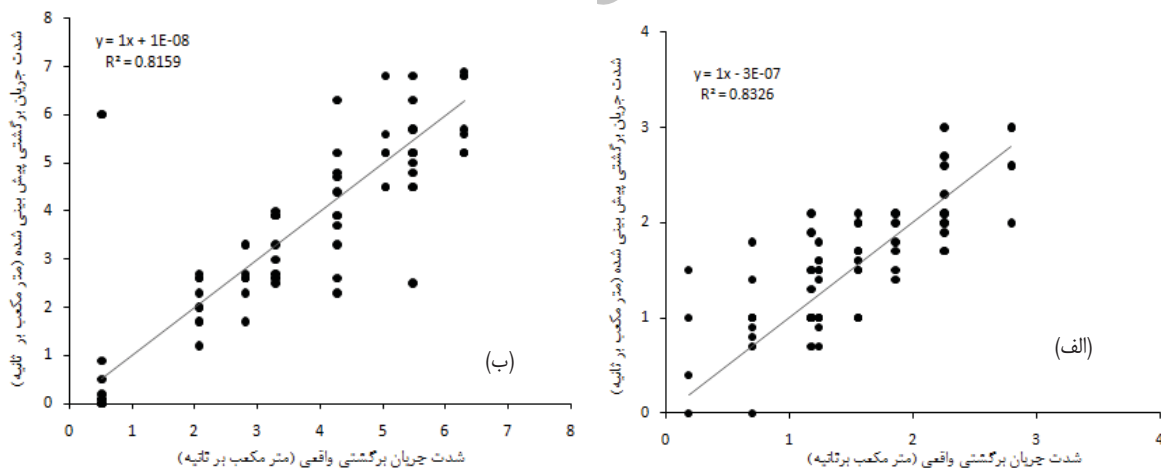 8
7
6
5
4
3
2
1
0
0 1 2 3 4 5 6 7 8
y = 1x + 1E-08
R² = 0.8159
شدت جریان برگشتی پیش بینی شده (متر مکعب بر ثانیه)
شدت جریان برگشتی واقعی (متر مکعب بر ثانیه)
(ب)
4
3
2
1
0
0 1 2 3 4
y = 1x - 3E-07
R² = 0.8326
شدت جریان برگشتی پیش بینی شده (متر مکعب بر ثانیه)
شدت جریان برگشتی واقعی (متر مکعب برثانیه)
(الف)